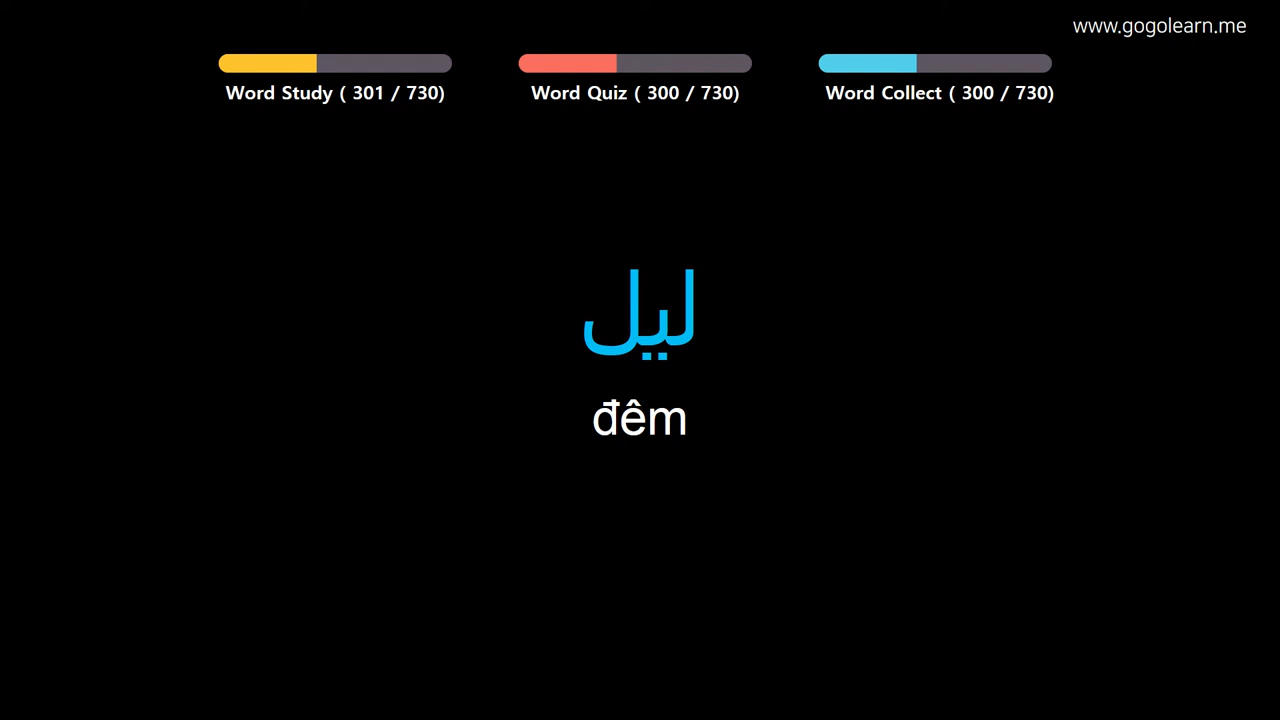 www.gogolearn.me
Word Study ( 301 / 730)
Word Quiz ( 300 / 730)
Word Collect ( 300 / 730)
ليل
đêm